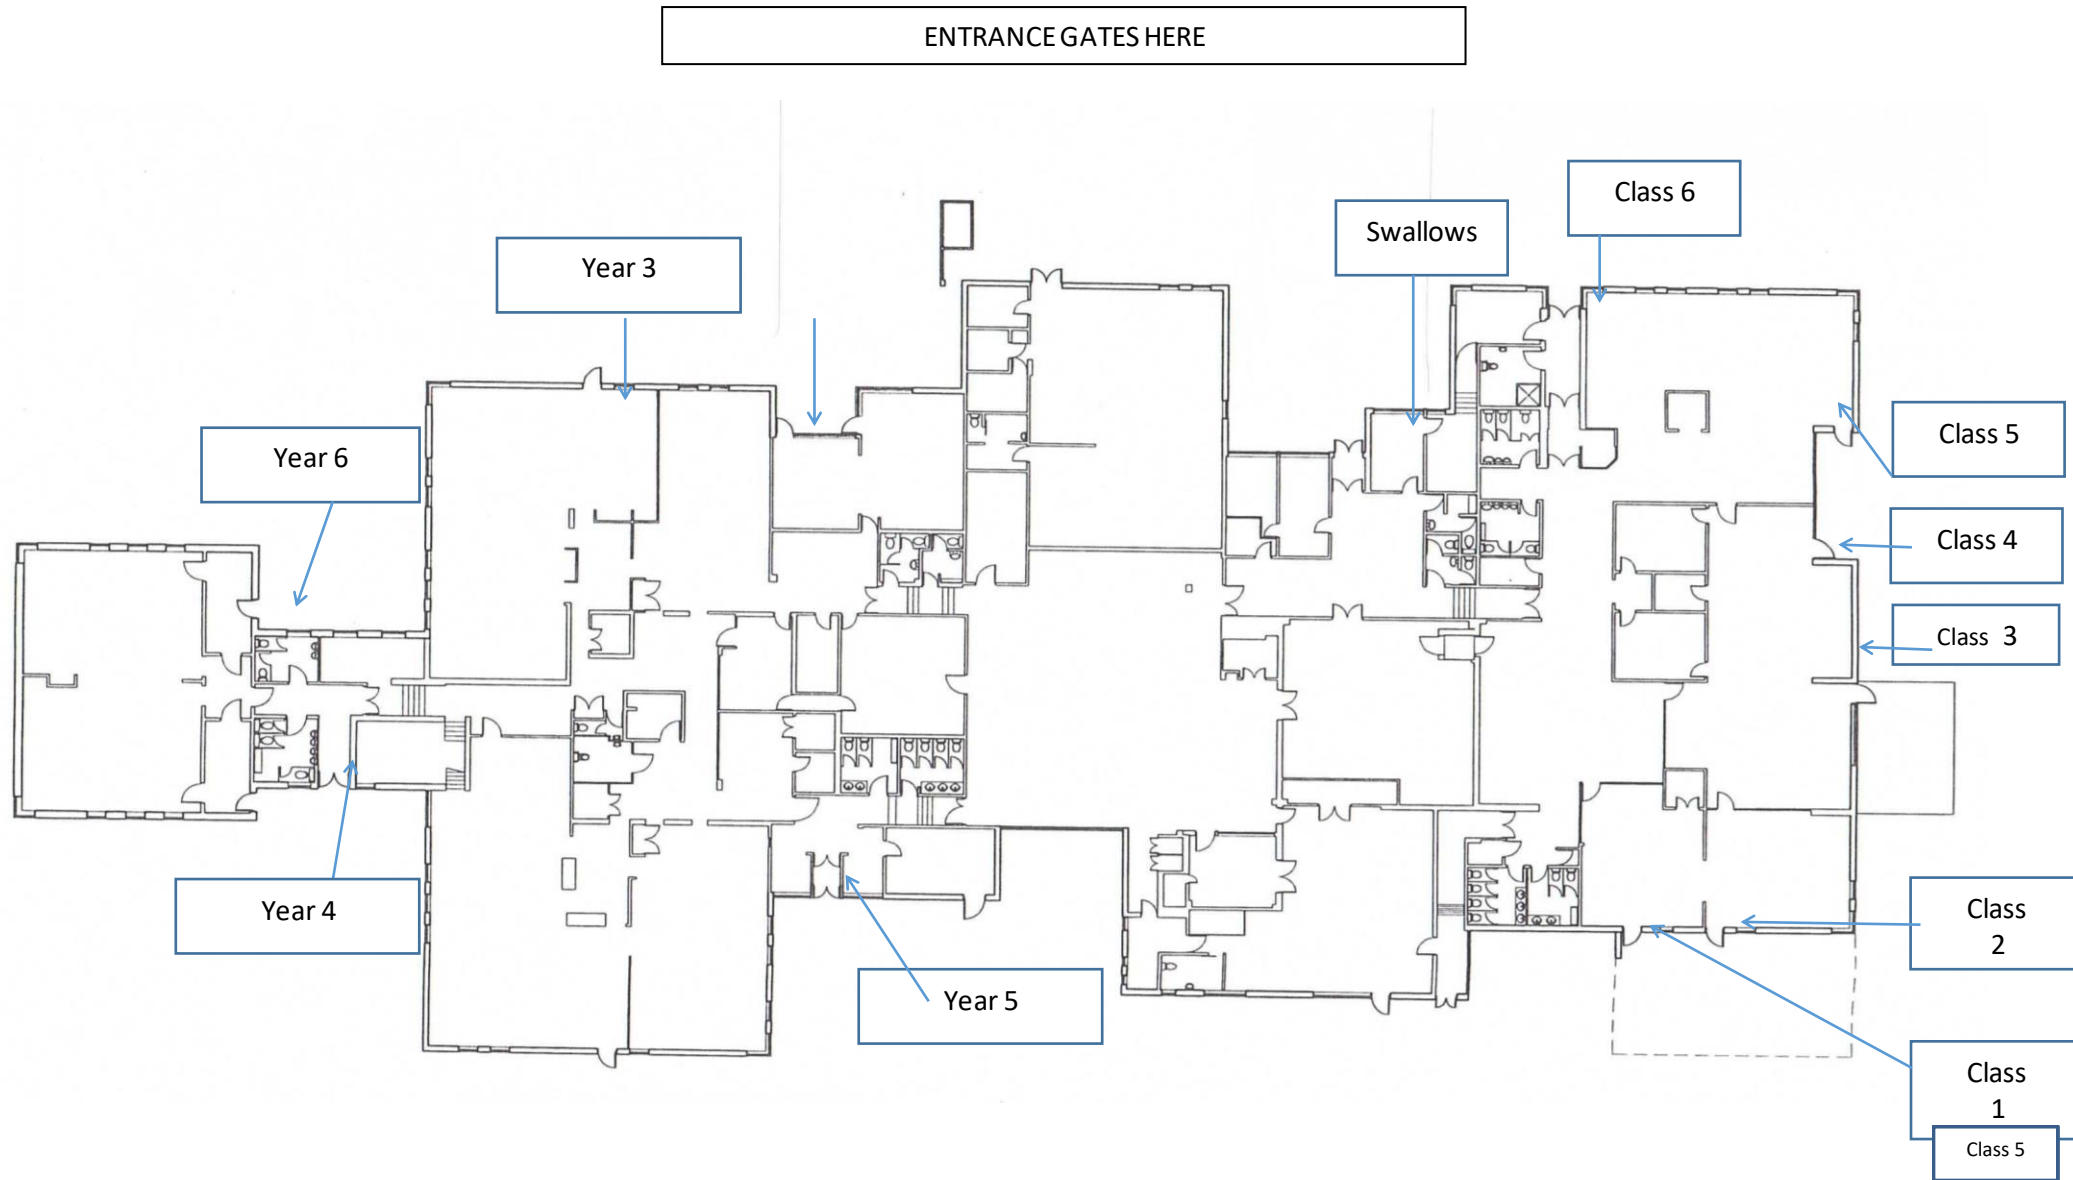 ENTRANCE GATES HERE
Class 6
Swallows
Year 3
Class 5
Year 6
Class 4
Class 3
Year 4
Class
2
Year 5
Class
1
Class 5